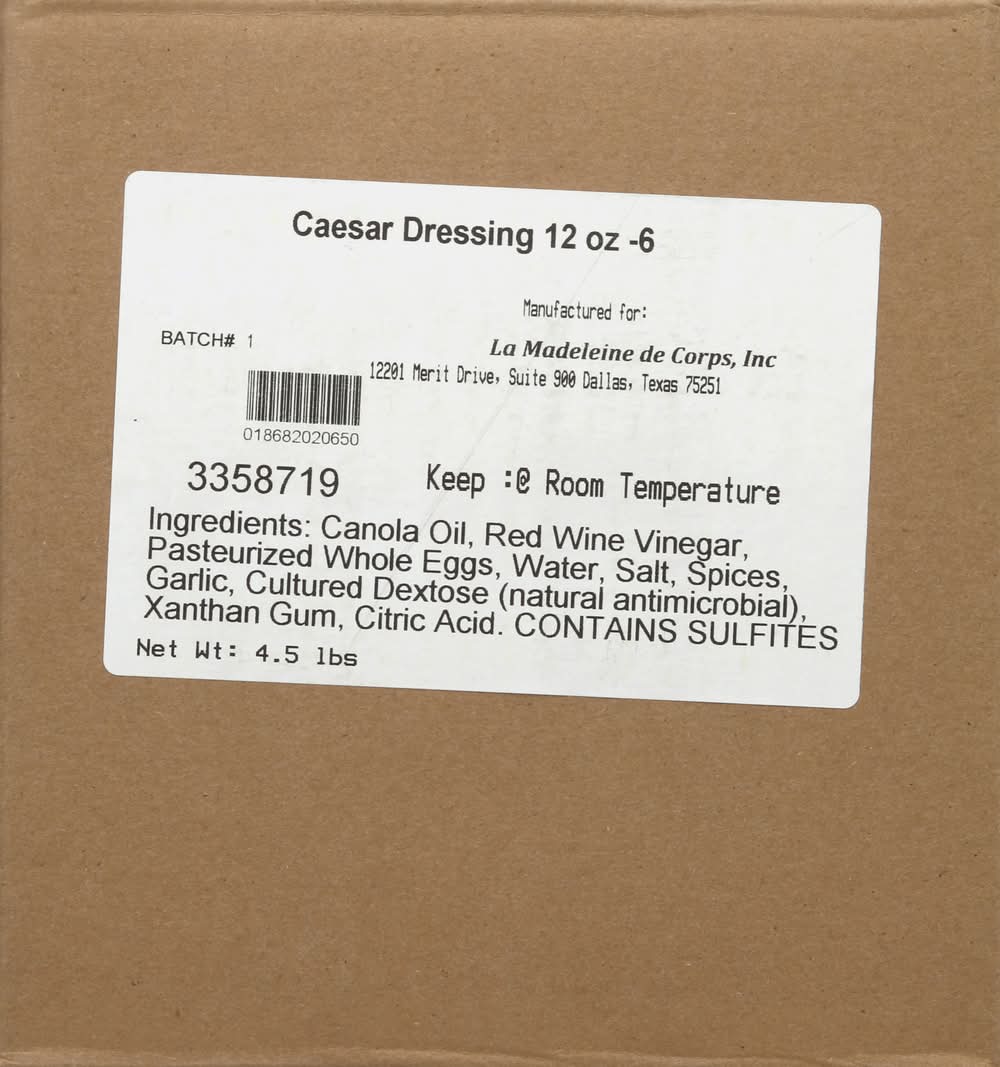 Caesar Dressing 12 oz -6
Manufactured for:
BATCH# 1
La Madeleine de Corps, Inc
12201 Merit Drive, Suite 900 Dallas, Texas 75251
018682020650
3358719
Keep :@ Room Temperature
Ingredients: Canola Oil, Red Wine Vinegar,
Pasteurized Whole Eggs, Water, Salt, Spices,
Garlic, Cultured Dextose (natural antimicrobial),
Xanthan Gum, Citric Acid. CONTAINS SULFITES
Net Wt: 4.5 lbs